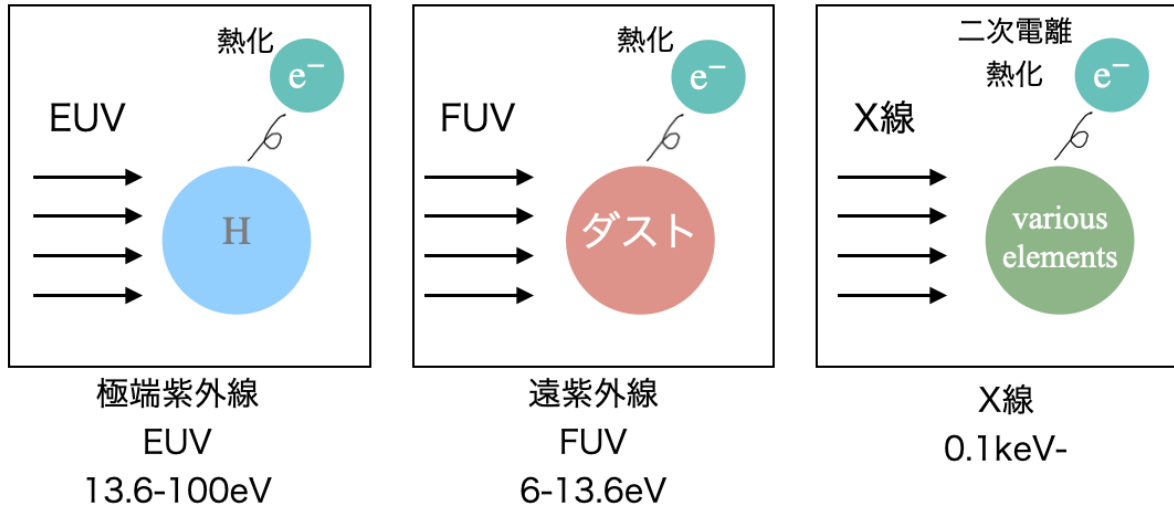 熱化
e⁻
EUV
H
極端紫外線
EUV
13.6-100eV
熱化
e⁻
FUV
ダスト
遠紫外線
FUV
6-13.6eV
二次電離
熱化
e⁻
X線
various
elements
X線
0.1keV-